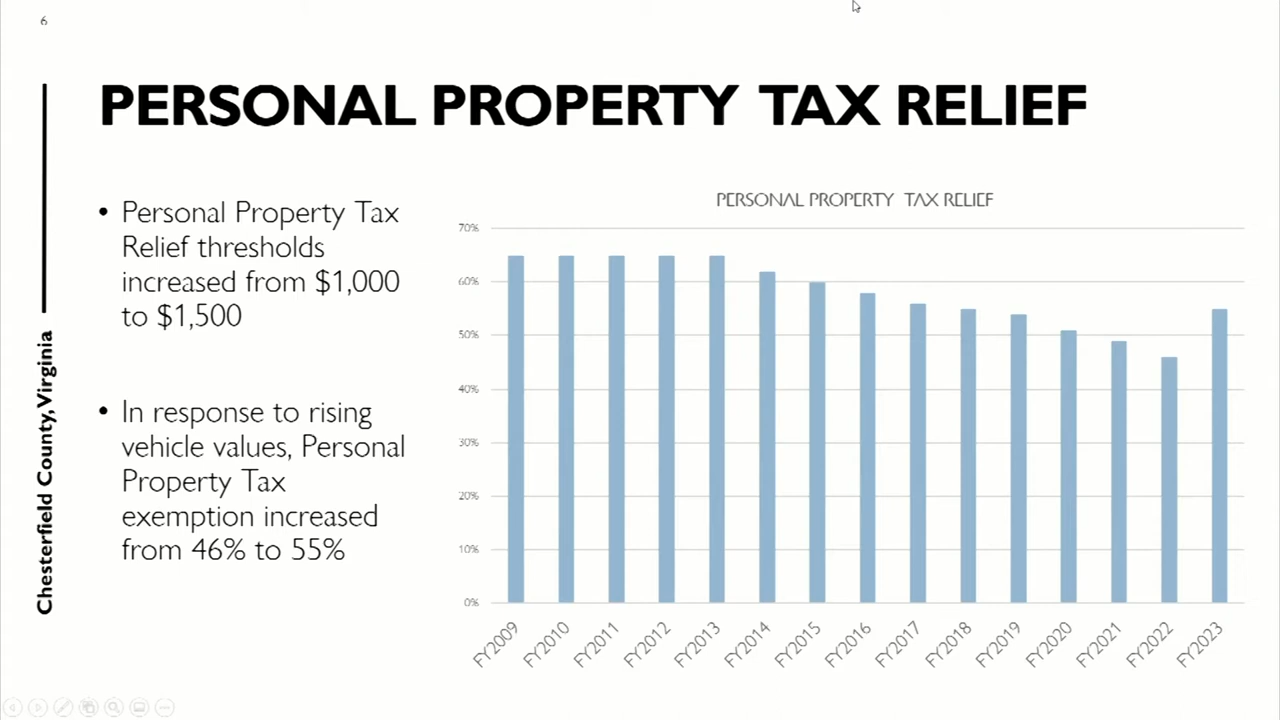 6
PERSONAL PROPERTY TAX RELIEF
Chesterfield County, Virginia
• Personal Property Tax
Relief thresholds
increased from $1,000
to $1,500
• In response to rising
vehicle values, Personal
Property Tax
exemption increased
from 46% to 55%
PERSONAL PROPERTY TAX RELIEF
70%
60%
50%
40%
30%
20%
10%
0%
FY2009
FY2010
FY2011
FY2012
FY2013
FY2014
FY2015
FY2016
FY2017
FY2018
FY2019
FY2020
FY2021
FY2022
FY2023